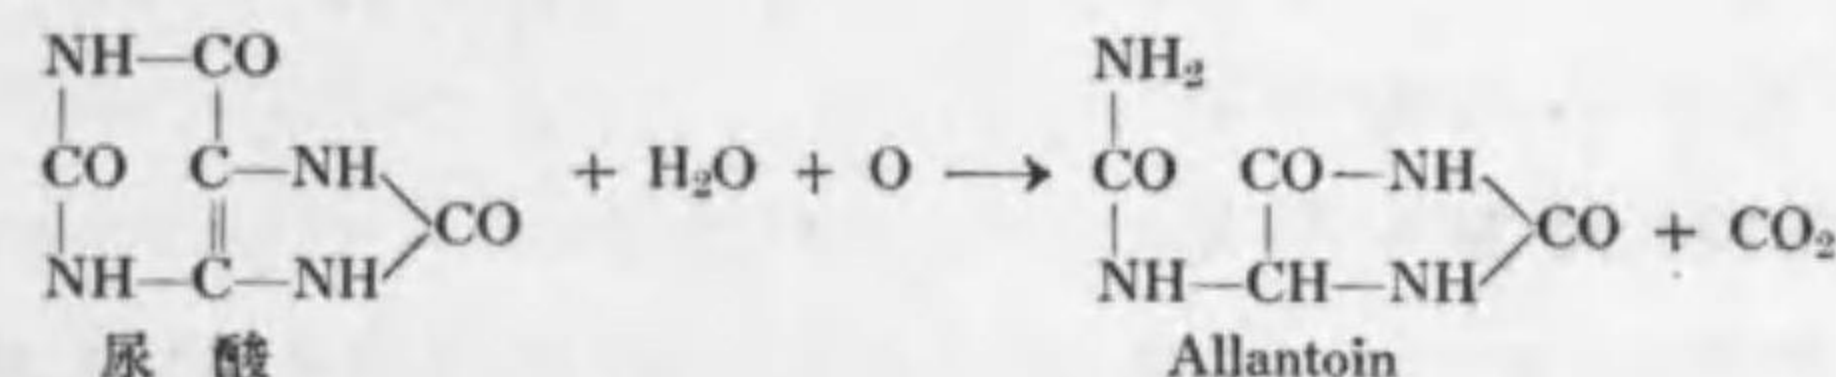 NH—CO NH₂
CO C—NH CO + H₂O + O ⟶ CO CO—NH CO + CO₂
NH—C—NH NH—CH—NH
尿酸 Allantoin